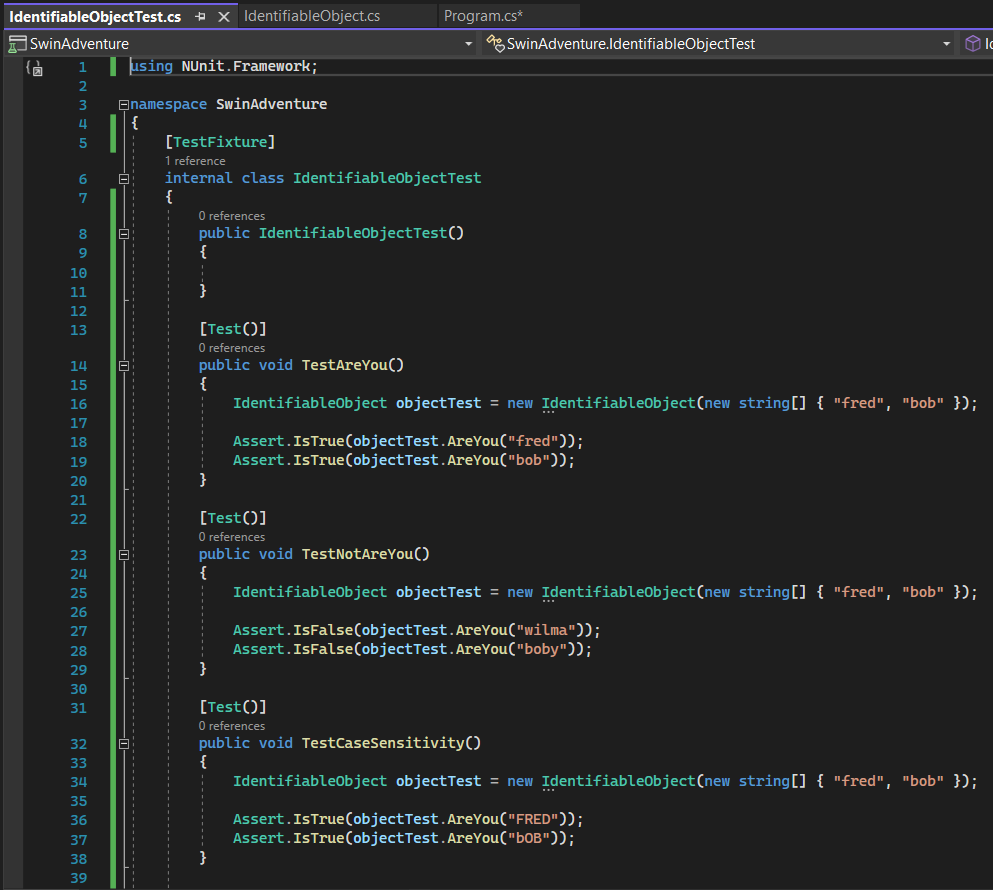 IdentifiableObjectTest.cs IdentifiableObject.cs Program.cs*
SwinAdventure SwinAdventure.IdentifiableObjectTest
1 using NUnit.Framework;
2
3 namespace SwinAdventure
4 {
5 [TestFixture]
1 reference
6 internal class IdentifiableObjectTest
7 {
0 references
8 public IdentifiableObjectTest()
9 {
10
11 }
12
13 [Test()]
0 references
14 public void TestAreYou()
15 {
16 IdentifiableObject objectTest = new IdentifiableObject(new string[] { "fred", "bob" });
17
18 Assert.IsTrue(objectTest.AreYou("fred"));
19 Assert.IsTrue(objectTest.AreYou("bob"));
20 }
21
22 [Test()]
0 references
23 public void TestNotAreYou()
24 {
25 IdentifiableObject objectTest = new IdentifiableObject(new string[] { "fred", "bob" });
26
27 Assert.IsFalse(objectTest.AreYou("wilma"));
28 Assert.IsFalse(objectTest.AreYou("boby"));
29 }
30
31 [Test()]
0 references
32 public void TestCaseSensitivity()
33 {
34 IdentifiableObject objectTest = new IdentifiableObject(new string[] { "fred", "bob" });
35
36 Assert.IsTrue(objectTest.AreYou("FRED"));
37 Assert.IsTrue(objectTest.AreYou("bOB"));
38 }
39